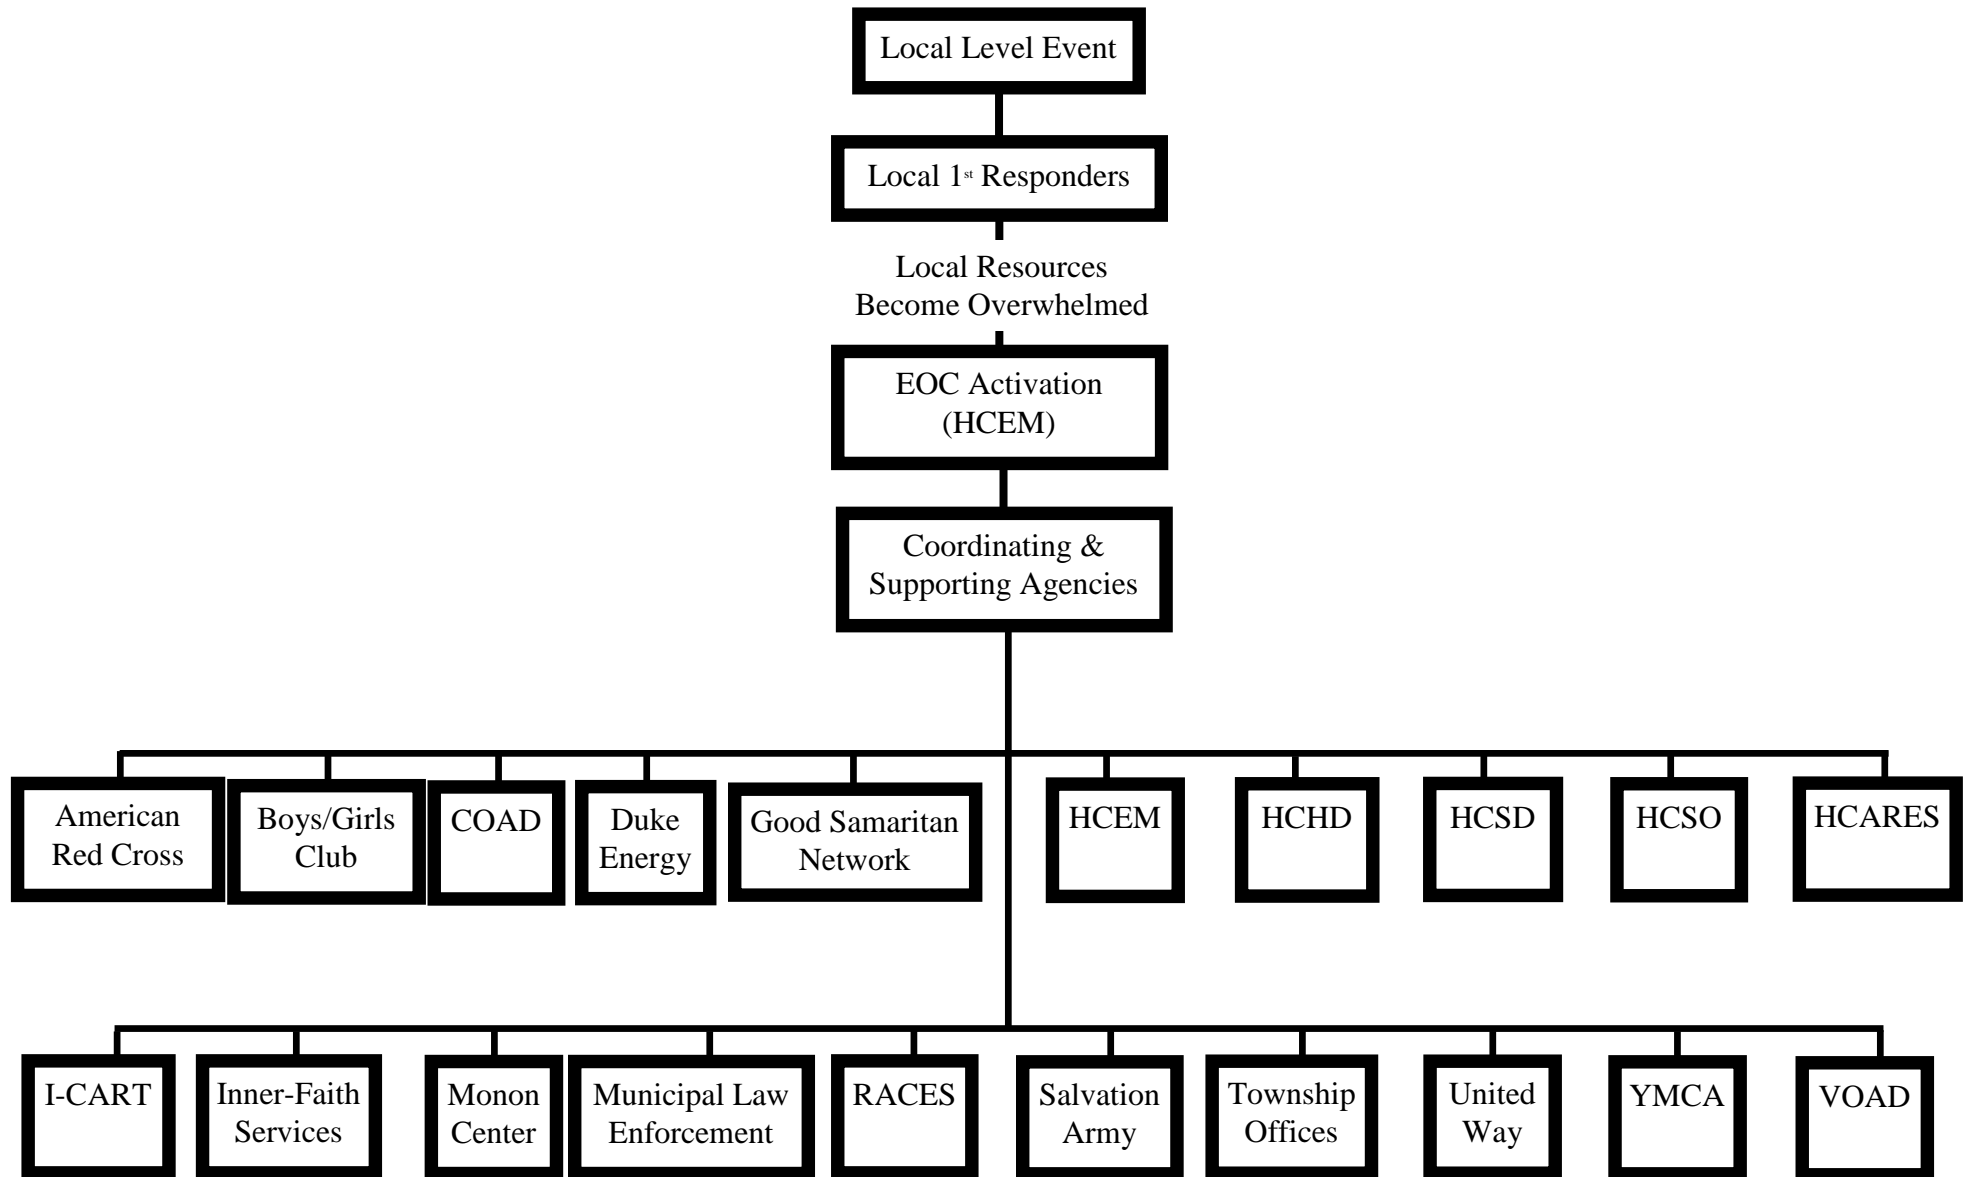 Local Level Event
Local 1st Responders
Local Resources
Become Overwhelmed
EOC Activation
(HCEM)
Coordinating &
Supporting Agencies
American
Red Cross
Boys/Girls
Club
COAD
Duke
Energy
Good Samaritan
Network
HCEM
HCHD
HCSD
HCSO
HCARES
I-CART
Inner-Faith
Services
Monon
Center
Municipal Law
Enforcement
RACES
Salvation
Army
Township
Offices
United
Way
YMCA
VOAD